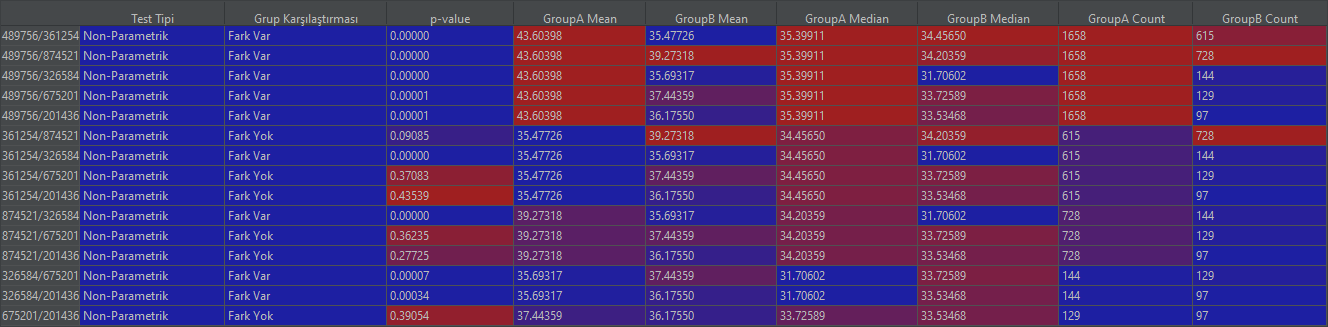 Test Tipi Grup Karşılaştırması p-value GroupA Mean GroupB Mean GroupA Median GroupB Median GroupA Count GroupB Count
489756/361254 Non-Parametrik Fark Var 0.00000 43.60398 35.47726 35.39911 34.45650 1658 615
489756/874521 Non-Parametrik Fark Var 0.00000 43.60398 39.27318 35.39911 34.20359 1658 728
489756/326584 Non-Parametrik Fark Var 0.00000 43.60398 35.69317 35.39911 31.70602 1658 144
489756/675201 Non-Parametrik Fark Var 0.00001 43.60398 37.44359 35.39911 33.72589 1658 129
489756/201436 Non-Parametrik Fark Var 0.00001 43.60398 36.17550 35.39911 33.53468 1658 97
361254/874521 Non-Parametrik Fark Yok 0.09085 35.47726 39.27318 34.45650 34.20359 615 728
361254/326584 Non-Parametrik Fark Var 0.00000 35.47726 35.69317 34.45650 31.70602 615 144
361254/675201 Non-Parametrik Fark Yok 0.37083 35.47726 37.44359 34.45650 33.72589 615 129
361254/201436 Non-Parametrik Fark Yok 0.43539 35.47726 36.17550 34.45650 33.53468 615 97
874521/326584 Non-Parametrik Fark Var 0.00000 39.27318 35.69317 34.20359 31.70602 728 144
874521/675201 Non-Parametrik Fark Yok 0.36235 39.27318 37.44359 34.20359 33.72589 728 129
874521/201436 Non-Parametrik Fark Yok 0.27725 39.27318 36.17550 34.20359 33.53468 728 97
326584/675201 Non-Parametrik Fark Var 0.00007 35.69317 37.44359 31.70602 33.72589 144 129
326584/201436 Non-Parametrik Fark Var 0.00034 35.69317 36.17550 31.70602 33.53468 144 97
675201/201436 Non-Parametrik Fark Yok 0.39054 37.44359 36.17550 33.72589 33.53468 129 97